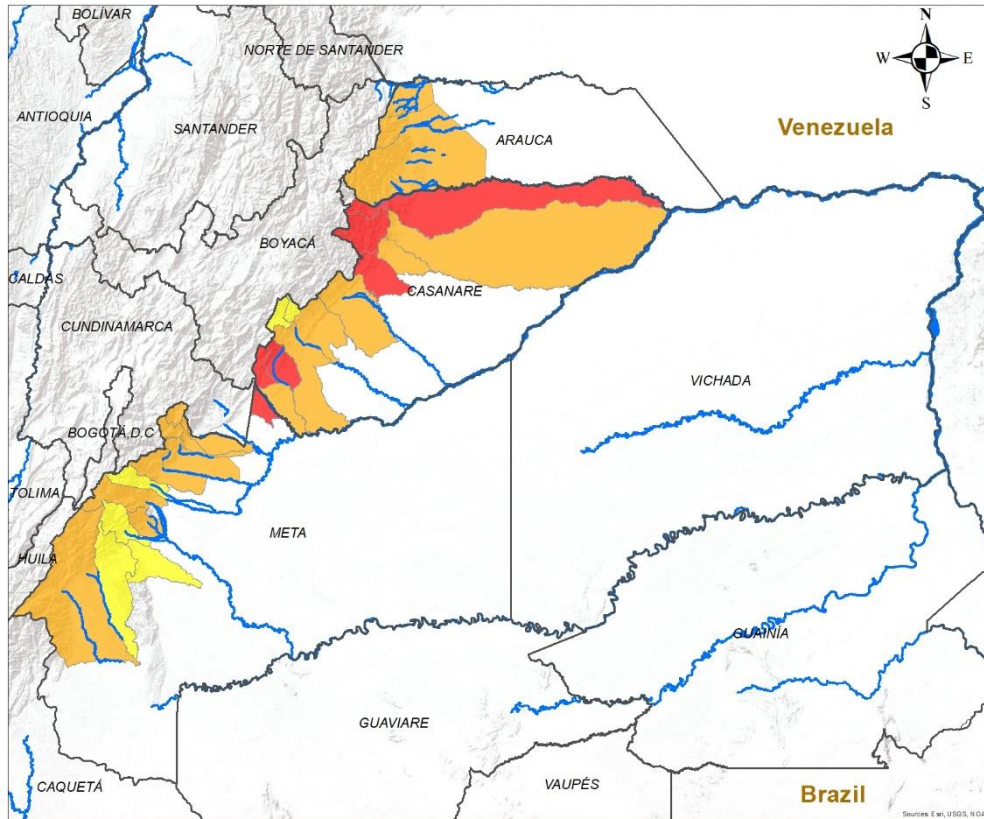 BOLÍVAR
NORTE DE SANTANDER
N
W
E
S
ANTIOQUIA
SANTANDER
Venezuela
ARAUCA
BOYACÁ
CALDAS
CASANARE
CUNDINAMARCA
VICHADA
BOGOTÁ D.C
TOLIMA
META
HUILA
GUAINÍA
GUAVIARE
CAQUETÁ
VAUPÉS
Brazil
Sources: Esri, USGS, NOA